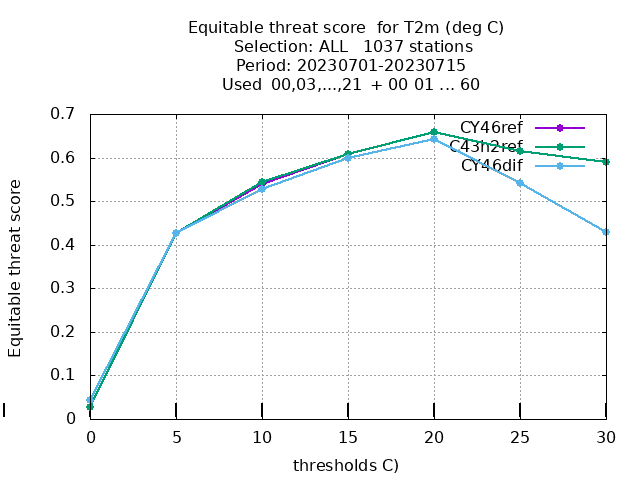 Equitable threat score for T2m (deg C)
Selection: ALL 1037 stations
Period: 20230701-20230715
Used 00,03,...,21 + 00 01 ... 60
0.7
0.6
0.5
0.4
0.3
0.2
0.1
0
Equitable threat score
CY46ref
C43h2ref
CY46dif
0 5 10 15 20 25 30
thresholds C)